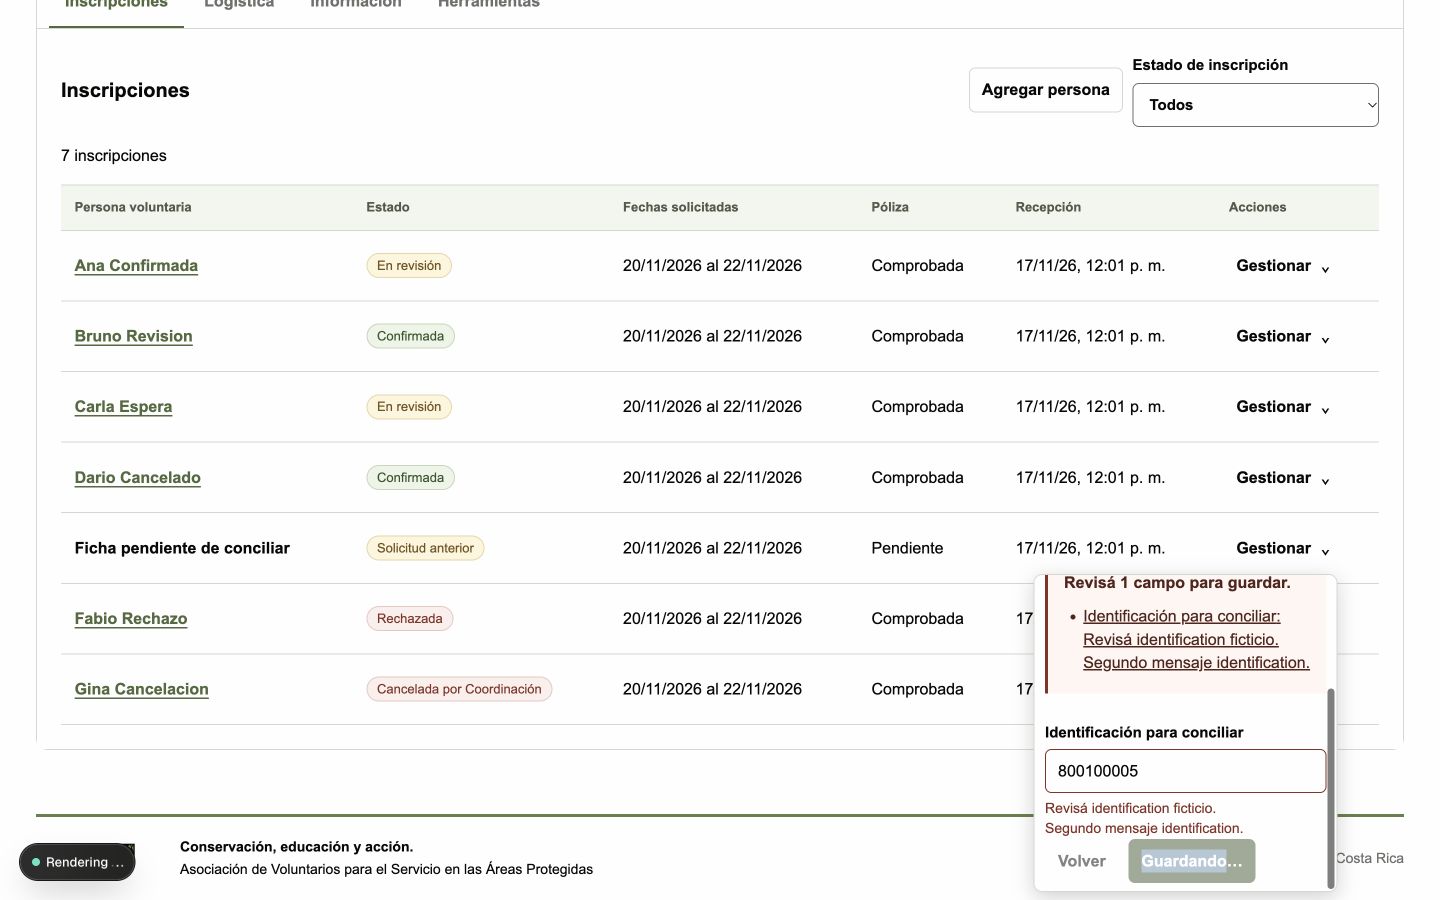 Inscripciones Logística Información Herramientas
Inscripciones
Agregar persona
Estado de inscripción
Todos
7 inscripciones
Persona voluntaria Estado Fechas solicitadas Póliza Recepción Acciones
Ana Confirmada En revisión 20/11/2026 al 22/11/2026 Comprobada 17/11/26, 12:01 p. m. Gestionar
Bruno Revision Confirmada 20/11/2026 al 22/11/2026 Comprobada 17/11/26, 12:01 p. m. Gestionar
Carla Espera En revisión 20/11/2026 al 22/11/2026 Comprobada 17/11/26, 12:01 p. m. Gestionar
Dario Cancelado Confirmada 20/11/2026 al 22/11/2026 Comprobada 17/11/26, 12:01 p. m. Gestionar
Ficha pendiente de conciliar Solicitud anterior 20/11/2026 al 22/11/2026 Pendiente 17/11/26, 12:01 p. m. Gestionar
Fabio Rechazo Rechazada 20/11/2026 al 22/11/2026 Comprobada 17
Gina Cancelacion Cancelada por Coordinación 20/11/2026 al 22/11/2026 Comprobada 17
Revisá 1 campo para guardar.
Identificación para conciliar:
Revisá identification ficticio.
Segundo mensaje identification.
Identificación para conciliar
800100005
Revisá identification ficticio.
Segundo mensaje identification.
Volver Guardando…
Rendering ...
Conservación, educación y acción.
Asociación de Voluntarios para el Servicio en las Áreas Protegidas
Costa Rica